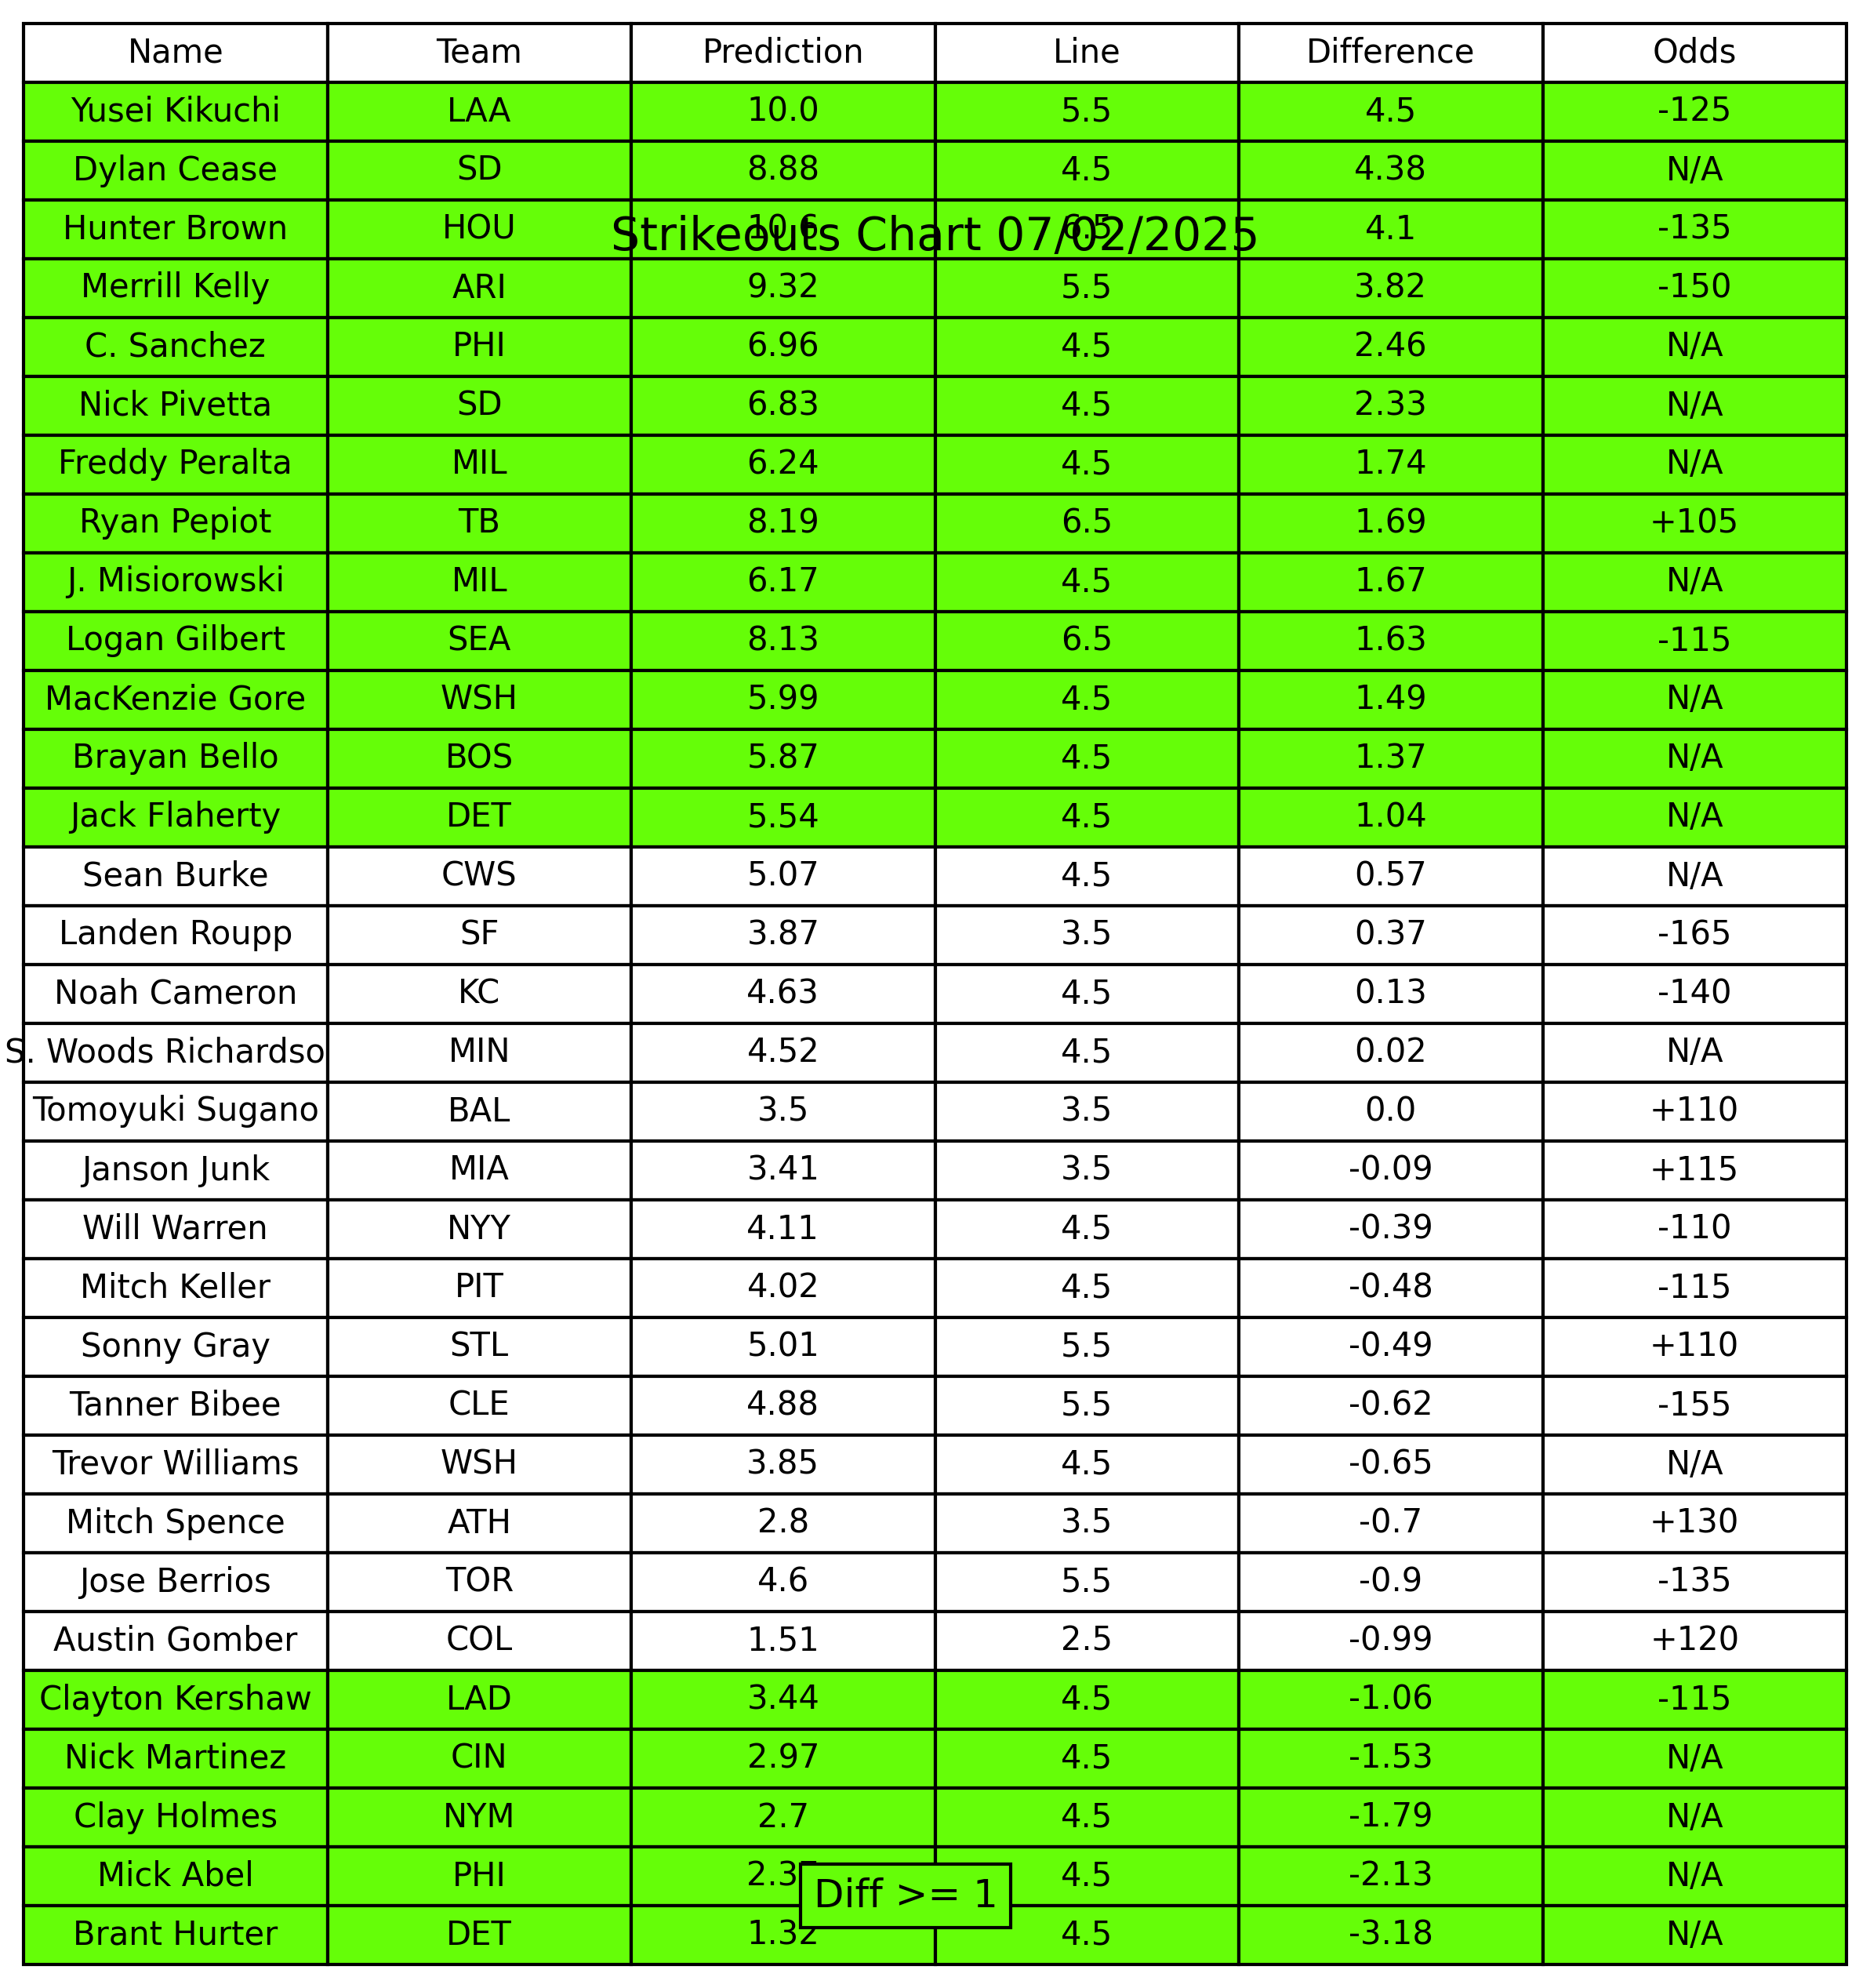 Name Team Prediction Line Difference Odds
Yusei Kikuchi LAA 10.0 5.5 4.5 -125
Dylan Cease SD 8.88 4.5 4.38 N/A
Hunter Brown HOU 10.6 6.5 4.1 -135
Strikeouts Chart 07/02/2025
Merrill Kelly ARI 9.32 5.5 3.82 -150
C. Sanchez PHI 6.96 4.5 2.46 N/A
Nick Pivetta SD 6.83 4.5 2.33 N/A
Freddy Peralta MIL 6.24 4.5 1.74 N/A
Ryan Pepiot TB 8.19 6.5 1.69 +105
J. Misiorowski MIL 6.17 4.5 1.67 N/A
Logan Gilbert SEA 8.13 6.5 1.63 -115
MacKenzie Gore WSH 5.99 4.5 1.49 N/A
Brayan Bello BOS 5.87 4.5 1.37 N/A
Jack Flaherty DET 5.54 4.5 1.04 N/A
Sean Burke CWS 5.07 4.5 0.57 N/A
Landen Roupp SF 3.87 3.5 0.37 -165
Noah Cameron KC 4.63 4.5 0.13 -140
S. Woods Richardso MIN 4.52 4.5 0.02 N/A
Tomoyuki Sugano BAL 3.5 3.5 0.0 +110
Janson Junk MIA 3.41 3.5 -0.09 +115
Will Warren NYY 4.11 4.5 -0.39 -110
Mitch Keller PIT 4.02 4.5 -0.48 -115
Sonny Gray STL 5.01 5.5 -0.49 +110
Tanner Bibee CLE 4.88 5.5 -0.62 -155
Trevor Williams WSH 3.85 4.5 -0.65 N/A
Mitch Spence ATH 2.8 3.5 -0.7 +130
Jose Berrios TOR 4.6 5.5 -0.9 -135
Austin Gomber COL 1.51 2.5 -0.99 +120
Clayton Kershaw LAD 3.44 4.5 -1.06 -115
Nick Martinez CIN 2.97 4.5 -1.53 N/A
Clay Holmes NYM 2.7 4.5 -1.79 N/A
Mick Abel PHI 4.5 -2.13 N/A
Diff >= 1
Brant Hurter DET 1.32 4.5 -3.18 N/A